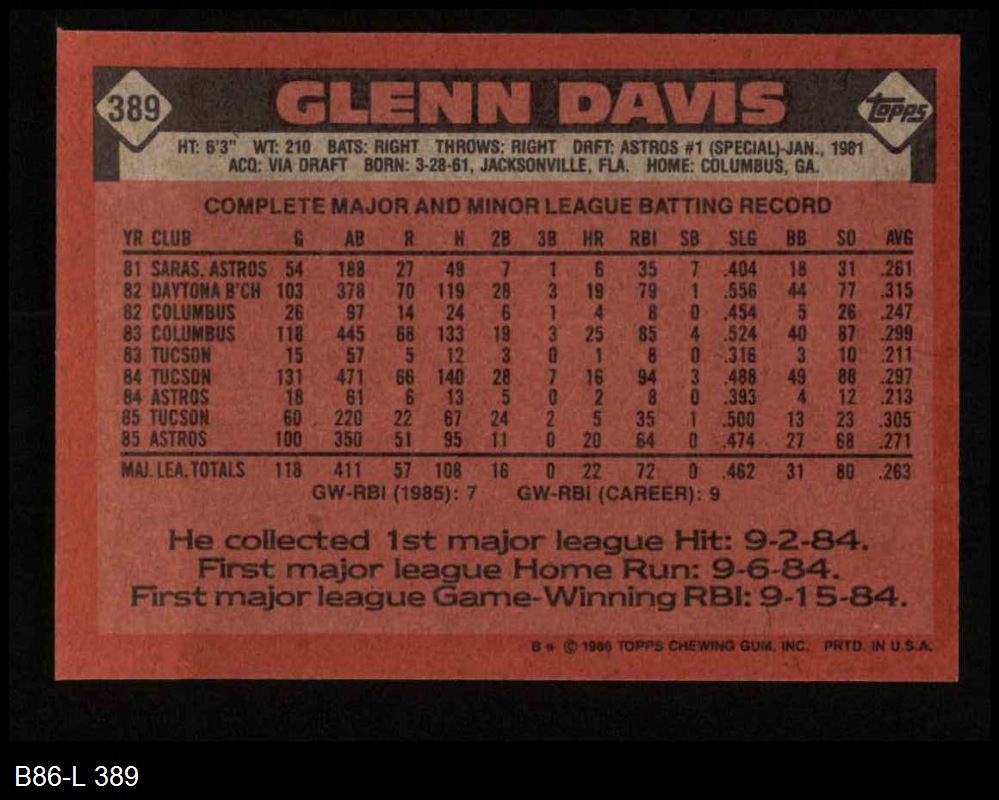 389 GLENN DAVIS topps
HT: 6'3" WT: 210 BATS: RIGHT THROWS: RIGHT DRFT: ASTROS #1 (SPECIAL)-JAN., 1981
ACQ: VIA DRAFT BORN: 3-28-61, JACKSONVILLE, FLA. HOME: COLUMBUS, GA.
COMPLETE MAJOR AND MINOR LEAGUE BATTING RECORD
YR CLUB G AB R H 2B 3B HR RBI SB SLG BB SO AVG
81 SARAS. ASTROS 54 188 27 49 7 1 6 35 7 .404 18 31 .261
82 DAYTONA B'CH 103 378 70 119 28 3 19 79 1 .556 44 77 .315
82 COLUMBUS 26 97 14 24 6 1 4 8 0 .454 5 26 .247
83 COLUMBUS 118 445 68 133 19 3 25 85 4 .524 40 87 .299
83 TUCSON 15 57 5 12 3 0 1 8 0 .316 3 10 .211
84 TUCSON 131 471 66 140 28 7 16 94 3 .488 49 88 .297
84 ASTROS 18 61 6 13 5 0 2 8 0 .393 4 12 .213
85 TUCSON 60 220 22 67 24 2 5 35 1 .500 13 23 .305
85 ASTROS 100 350 51 95 11 0 20 64 0 .474 27 68 .271
MAJ. LEA. TOTALS 118 411 57 108 16 0 22 72 0 .462 31 80 .263
GW-RBI (1985): 7 GW-RBI (CAREER): 9
He collected 1st major league Hit: 9-2-84.
First major league Home Run: 9-6-84.
First major league Game-Winning RBI: 9-15-84.
B* © 1986 TOPPS CHEWING GUM, INC. PRTD. IN U.S.A.
B86-L 389